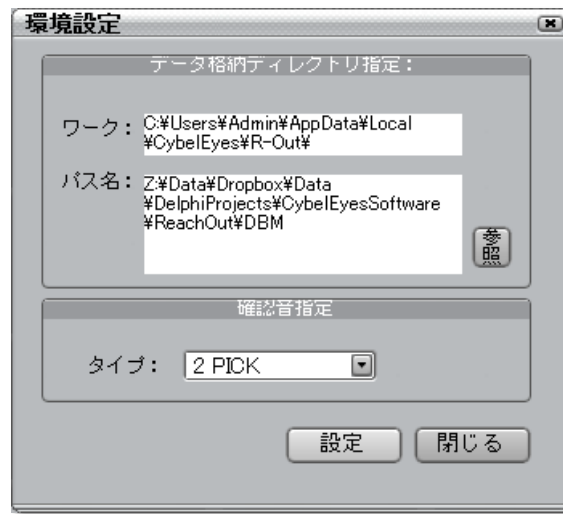 環境設定
データ格納ディレクトリ指定：
ワーク： C:¥Users¥Admin¥AppData¥Local
¥CybelEyes¥R-Out¥
パス名： Z:¥Data¥Dropbox¥Data
¥DelphiProjects¥CybelEyesSoftware
¥ReachOut¥DBM
参照
確認音指定
タイプ： 2 PICK
設定 閉じる